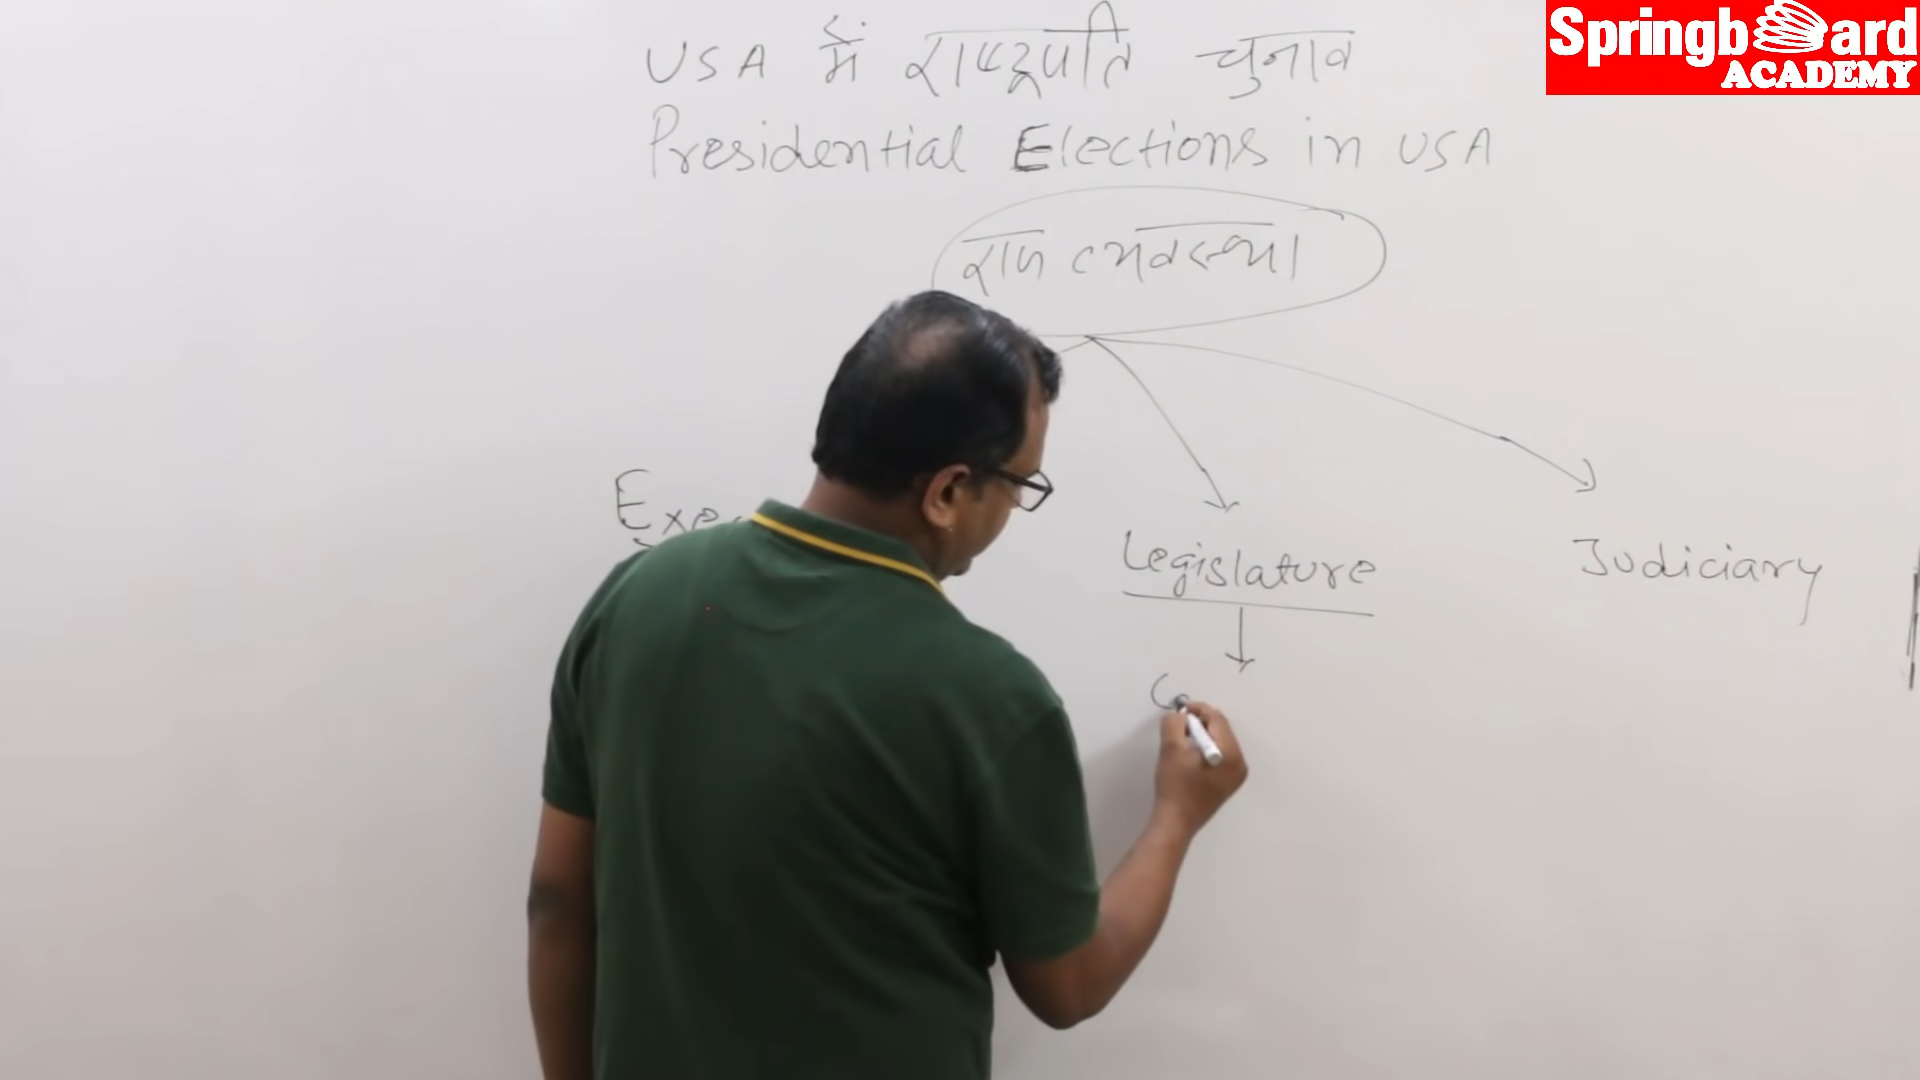 Springboard
ACADEMY
USA में राष्ट्रपति चुनाव
Presidential Elections in USA
राज व्यवस्था
Legislature
Judiciary